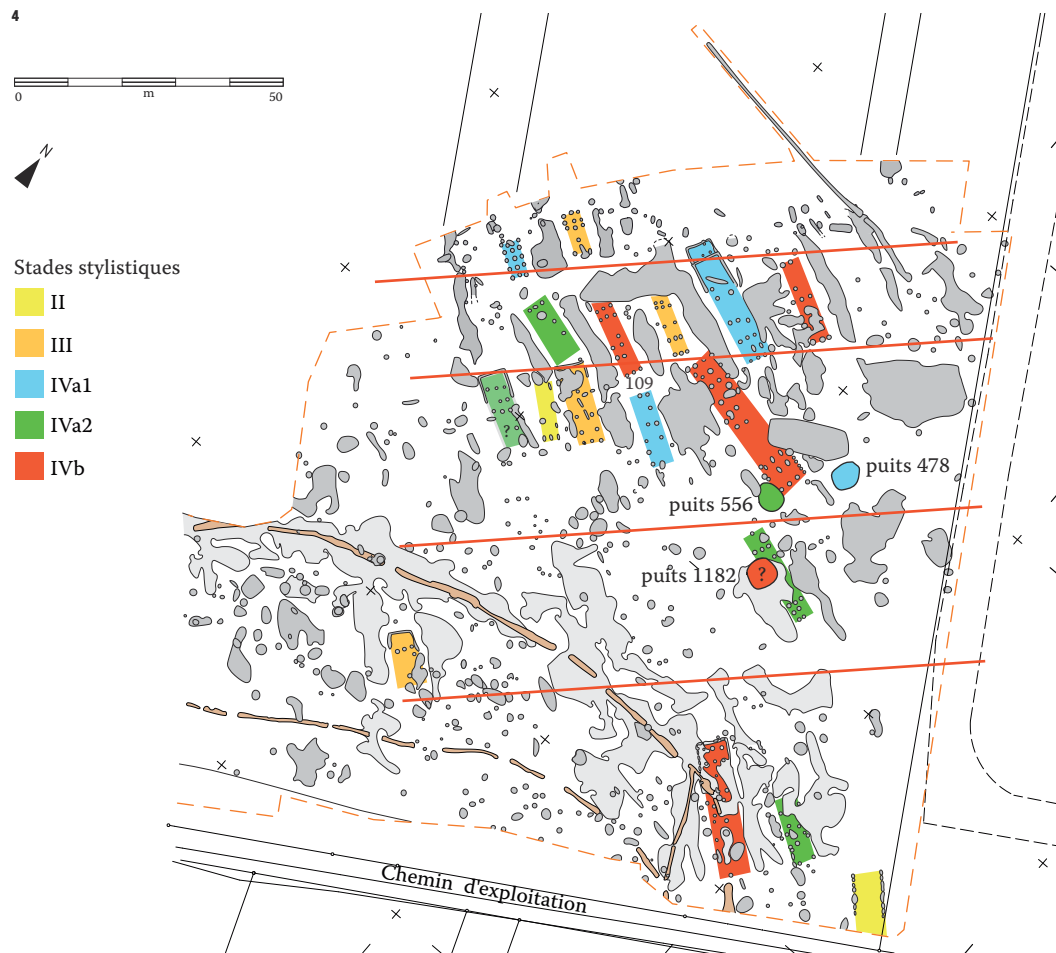 4
0 m 50
N
Stades stylistiques
II
III
IVa1
IVa2
IVb
109
?
puits 478
puits 556
puits 1182
?
Chemin d'exploitation